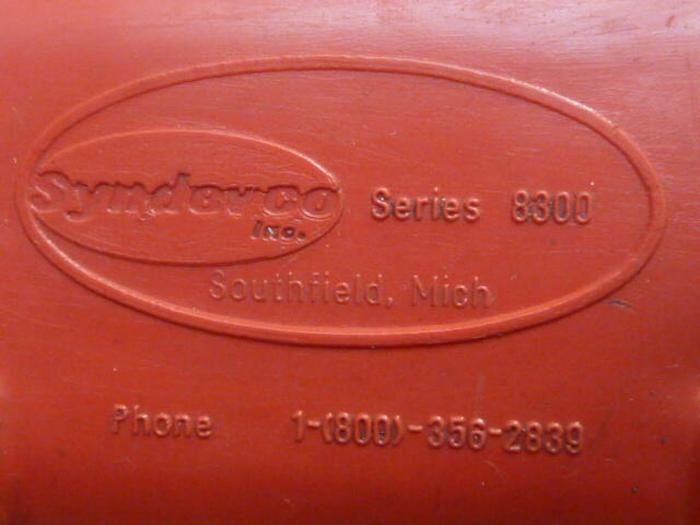 Syndevco Series 8300
Inc.
Southfield, Mich
Phone 1-(800)-356-2839